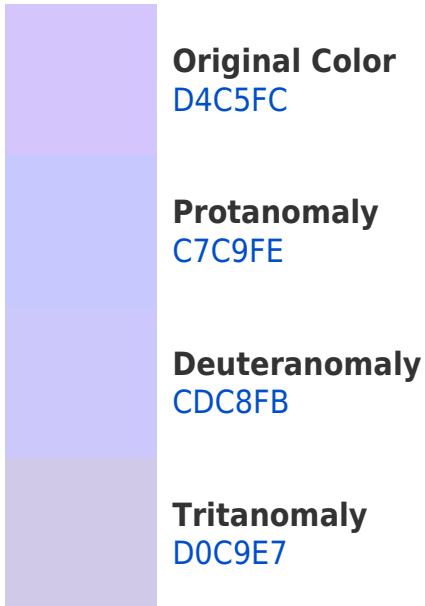 Original Color
D4C5FC
Protanomaly
C7C9FE
Deuteranomaly
CDC8FB
Tritanomaly
D0C9E7